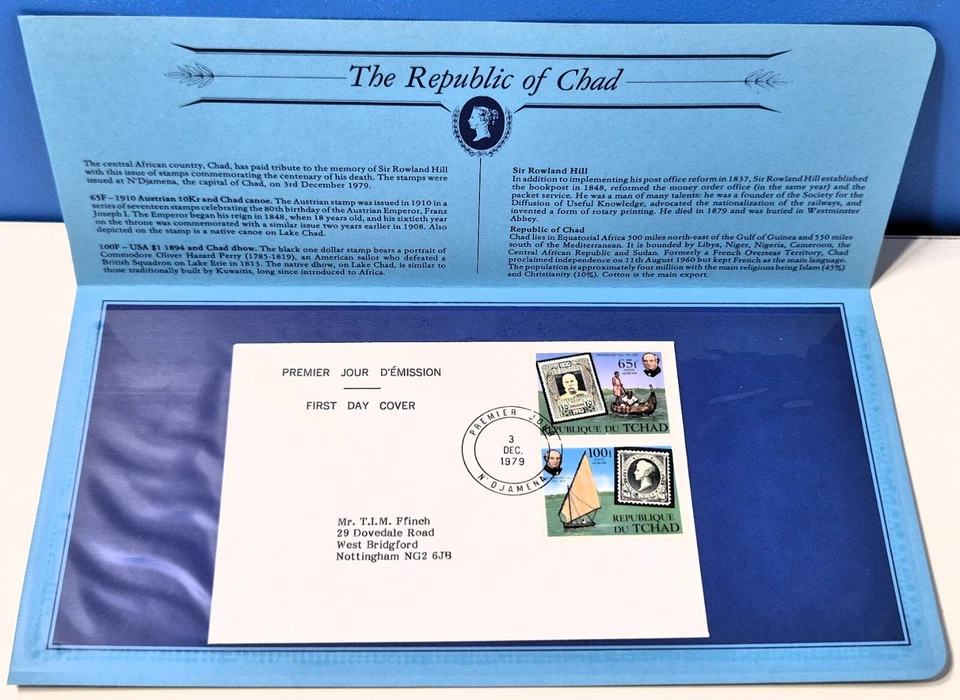 The Republic of Chad
The central African country, Chad, has paid tribute to the memory of Sir Rowland Hill
with this issue of stamps commemorating the centenary of his death. The stamps were
issued at N'Djamena, the capital of Chad, on 3rd December 1979.
65F – 1910 Austrian 10Kr and Chad canoe. The Austrian stamp was issued in 1910 in a
series of seventeen stamps celebrating the 80th birthday of the Austrian Emperor, Franz
Joseph I. The Emperor began his reign in 1848, when 18 years old, and his sixtieth year
on the throne was commemorated with a similar issue two years earlier in 1908. Also
depicted on the stamp is a native canoe on Lake Chad.
100F – USA $1 1894 and Chad dhow. The black one dollar stamp bears a portrait of
Commodore Oliver Hazard Perry (1785-1819), an American sailor who defeated a
British Squadron on Lake Erie in 1813. The native dhow, on Lake Chad, is similar to
those traditionally built by Kuwaitis, long since introduced to Africa.
Sir Rowland Hill
In addition to implementing his post office reform in 1837, Sir Rowland Hill established
the bookpost in 1848, reformed the money order office (in the same year) and the
packet service. He was a man of many talents: he was a founder of the Society for the
Diffusion of Useful Knowledge, advocated the nationalization of the railways, and
invented a form of rotary printing. He died in 1879 and was buried in Westminster
Abbey.
Republic of Chad
Chad lies in Equatorial Africa 500 miles north-east of the Gulf of Guinea and 550 miles
south of the Mediterranean. It is bounded by Libya, Niger, Nigeria, Cameroon, the
Central African Republic and Sudan. Formerly a French Overseas Territory, Chad
proclaimed independence on 11th August 1960 but kept French as the main language.
The population is approximately four million with the main religions being Islam (45%)
and Christianity (10%). Cotton is the main export.
PREMIER JOUR D'ÉMISSION
FIRST DAY COVER
65f
RÉPUBLIQUE DU TCHAD
PREMIER JOUR
3
DEC.
1979
N'DJAMENA
100f
REPUBLIQUE
DU TCHAD
Mr. T.I.M. Ffinch
29 Dovedale Road
West Bridgford
Nottingham NG2 6JB